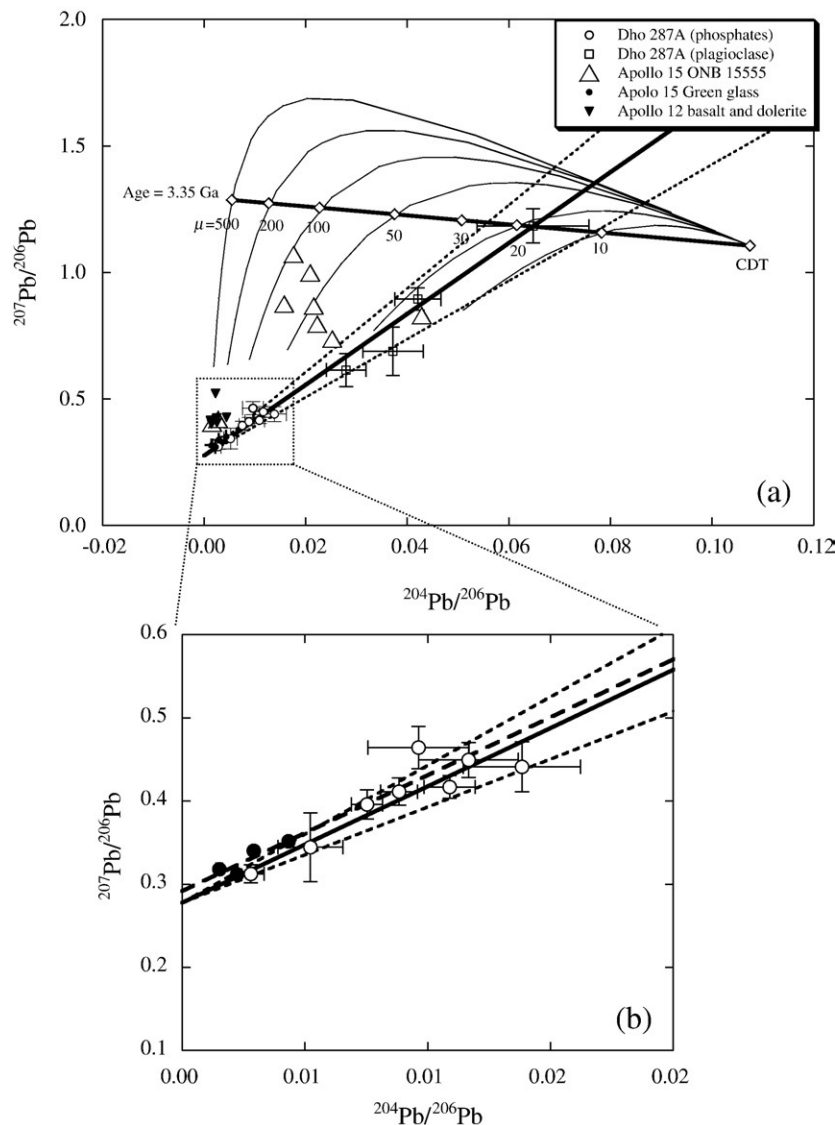 2.0
Dho 287A (phosphates)
Dho 287A (plagioclase)
Apollo 15 ONB 15555
Apolo 15 Green glass
Apollo 12 basalt and dolerite
1.5
Age = 3.35 Ga
μ=500 200 100 50 30 20 10
CDT
1.0
²⁰⁷Pb/²⁰⁶Pb
0.5
(a)
0.0
-0.02 0.00 0.02 0.04 0.06 0.08 0.10 0.12
²⁰⁴Pb/²⁰⁶Pb
0.6
0.5
0.4
²⁰⁷Pb/²⁰⁶Pb
0.3
0.2
(b)
0.1
0.00 0.01 0.01 0.02 0.02
²⁰⁴Pb/²⁰⁶Pb